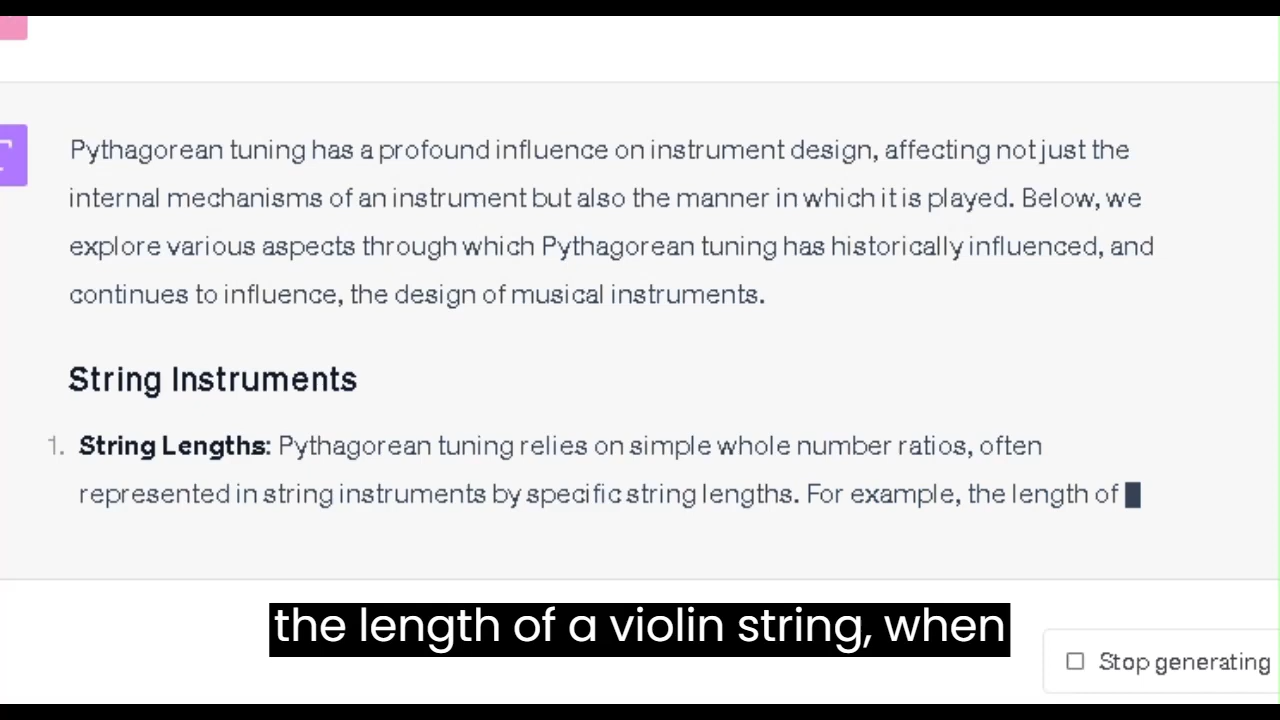 Pythagorean tuning has a profound influence on instrument design, affecting not just the
internal mechanisms of an instrument but also the manner in which it is played. Below, we
explore various aspects through which Pythagorean tuning has historically influenced, and
continues to influence, the design of musical instruments.
String Instruments
1. String Lengths: Pythagorean tuning relies on simple whole number ratios, often
represented in string instruments by specific string lengths. For example, the length of
the length of a violin string, when
Stop generating